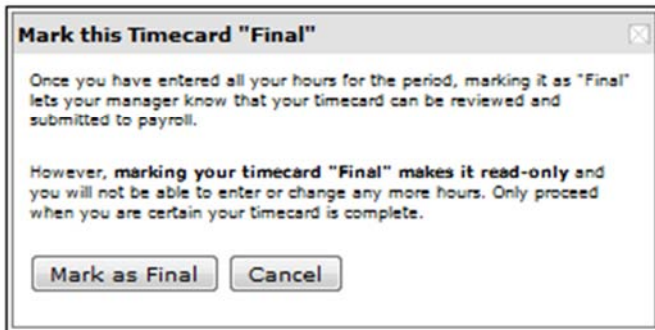 Mark this Timecard "Final"
Once you have entered all your hours for the period, marking it as "Final"
lets your manager know that your timecard can be reviewed and
submitted to payroll.
However, marking your timecard "Final" makes it read-only and
you will not be able to enter or change any more hours. Only proceed
when you are certain your timecard is complete.
Mark as Final Cancel